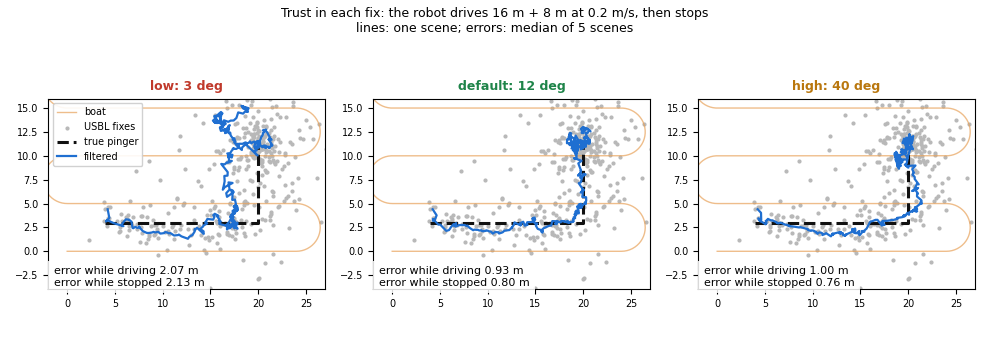 Trust in each fix: the robot drives 16 m + 8 m at 0.2 m/s, then stops
lines: one scene; errors: median of 5 scenes
low: 3 deg
default: 12 deg
high: 40 deg
boat
USBL fixes
true pinger
filtered
15.0
12.5
10.0
7.5
5.0
2.5
0.0
−2.5
error while driving 2.07 m
error while stopped 2.13 m
0 5 10 15 20 25
15.0
12.5
10.0
7.5
5.0
2.5
0.0
−2.5
error while driving 0.93 m
error while stopped 0.80 m
0 5 10 15 20 25
15.0
12.5
10.0
7.5
5.0
2.5
0.0
−2.5
error while driving 1.00 m
error while stopped 0.76 m
0 5 10 15 20 25